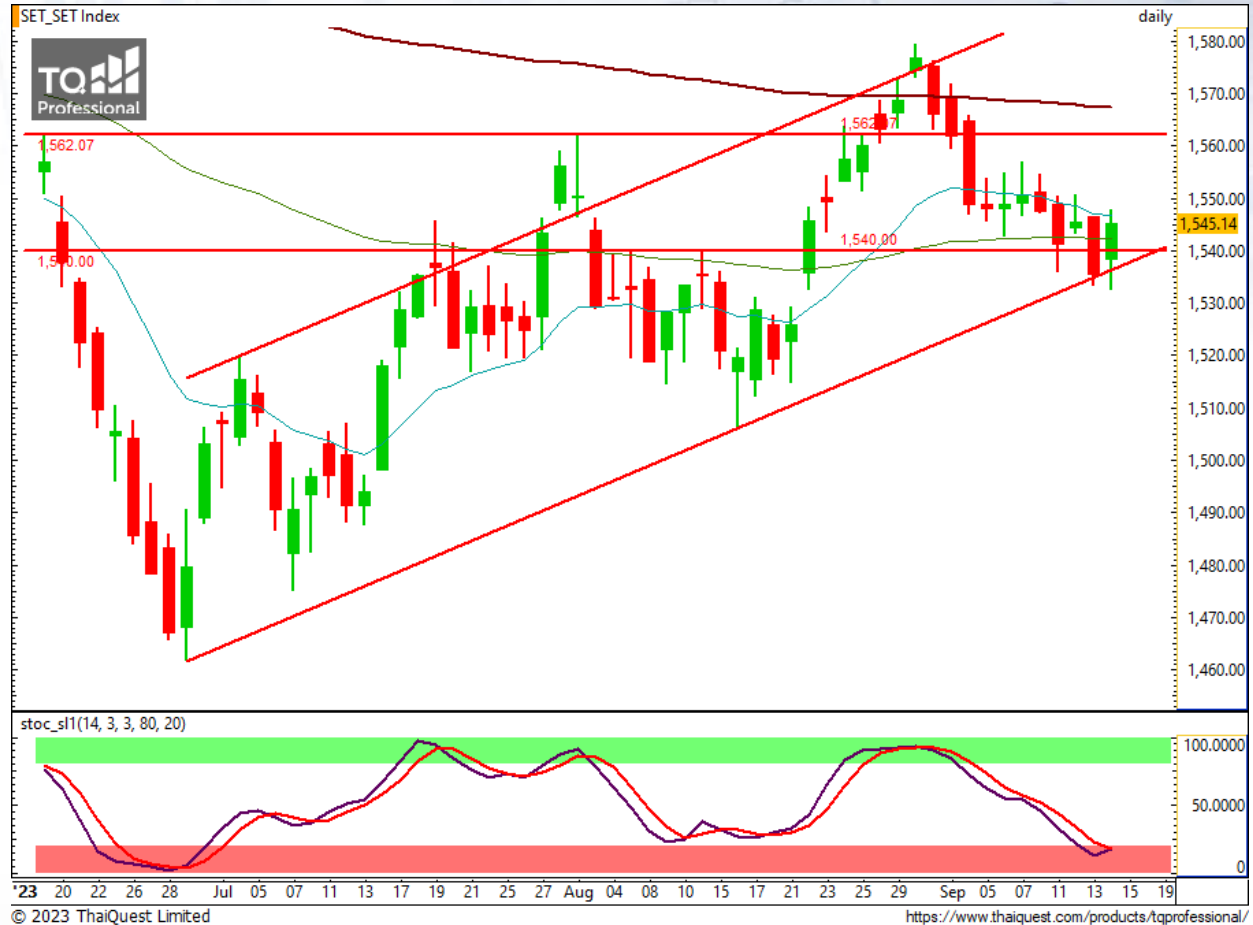 SET_SET Index
daily
TQ
Professional
1,580.00
1,570.00
1,562.07
1,562.07
1,560.00
1,550.00
1,545.14
1,540.00
1,540.00
1,540.00
1,530.00
1,520.00
1,510.00
1,500.00
1,490.00
1,480.00
1,470.00
1,460.00
stoc_sl1(14, 3, 3, 80, 20)
100.0000
50.0000
0
'23 20 22 26 28 Jul 05 07 11 13 17 19 21 25 27 Aug 04 08 10 15 17 21 23 25 29 Sep 05 07 11 13 15 19
© 2023 ThaiQuest Limited
https://www.thaiquest.com/products/tqprofessional/